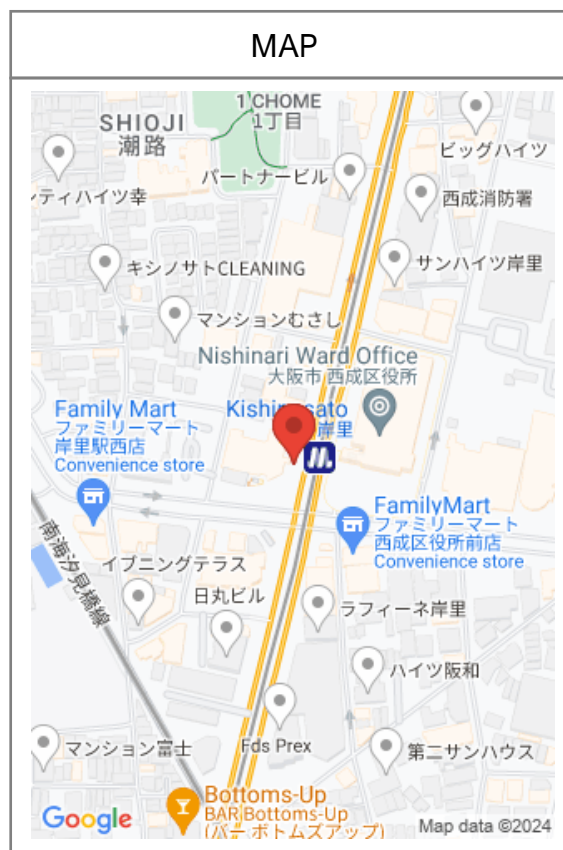 MAP
1 CHOME
1丁目
SHIOJI
潮路
ビッグハイツ
パートナービル
ンティハイツ幸
西成消防署
サンハイツ岸里
キシノサトCLEANING
マンションむさし
Nishinari Ward Office
大阪市 西成区役所
Family Mart
ファミリーマート
岸里駅西店
Convenience store
岸里
FamilyMart
ファミリーマート
西成区役所前店
Convenience store
南海汐見橋線
イブニングテラス
日丸ビル
ラフィーネ岸里
ハイツ阪和
マンション富士
Fds Prex
第二サンハウス
Bottoms-Up
BAR Bottoms-Up
(バー ボトムズアップ)
Google
Map data ©2024